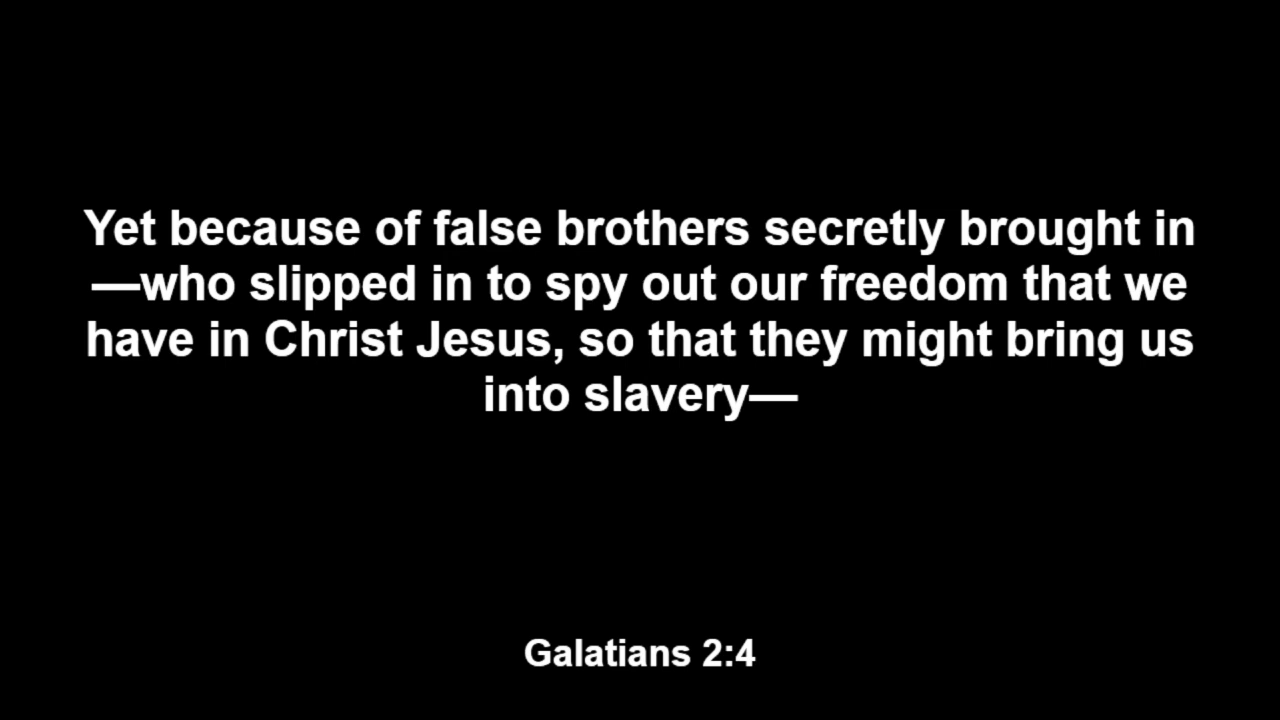 Yet because of false brothers secretly brought in
—who slipped in to spy out our freedom that we
have in Christ Jesus, so that they might bring us
into slavery—
Galatians 2:4